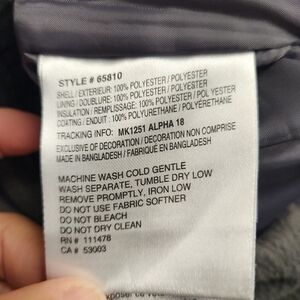 STYLE # 65810
SHELL / EXTERIEUR: 100% POLYESTER / POLYESTER
LINING / DOUBLURE: 100% POLYESTER / POLYESTER
INSULATION / REMPLISSAGE: 100% POLYESTER / POLYESTER
COATING / ENDUIT : 100% POLYURETHANE / POLYURÉTHANE
TRACKING INFO: MK1251 ALPHA 18
EXCLUSIVE OF DECORATION / DECORATION NON COMPRISE
MADE IN BANGLADESH / FABRIQUÉ EN BANGLADESH
MACHINE WASH COLD GENTLE
WASH SEPARATE, TUMBLE DRY LOW
REMOVE PROMPTLY, IRON LOW
DO NOT USE FABRIC SOFTNER
DO NOT BLEACH
DO NOT DRY CLEAN
RN # 111478
CA # 53003